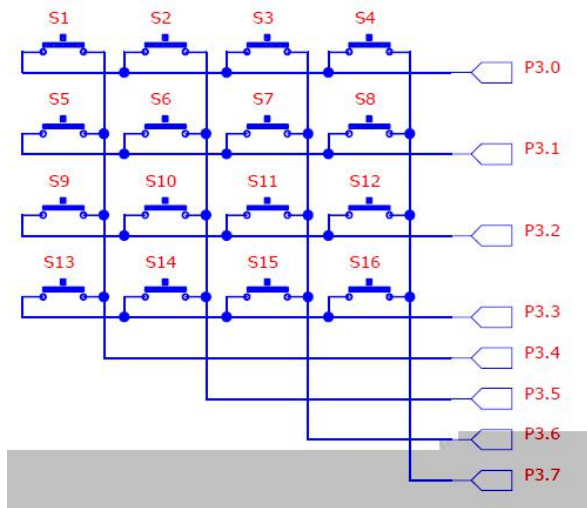 S1 S2 S3 S4
P3.0
S5 S6 S7 S8
P3.1
S9 S10 S11 S12
P3.2
S13 S14 S15 S16
P3.3
P3.4
P3.5
P3.6
P3.7